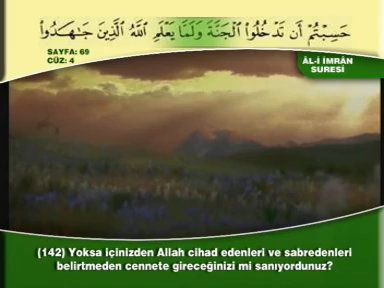 حَسِبْتُمْ أَن تَدْخُلُوا۟ الْجَنَّةَ وَلَمَّا يَعْلَمِ اللَّهُ الَّذِينَ جَٰهَدُوا۟
SAYFA: 69
CÜZ: 4
ÂL-İ İMRÂN
SURESİ
(142) Yoksa içinizden Allah cihad edenleri ve sabredenleri
belirtmeden cennete gireceğinizi mi sanıyordunuz?